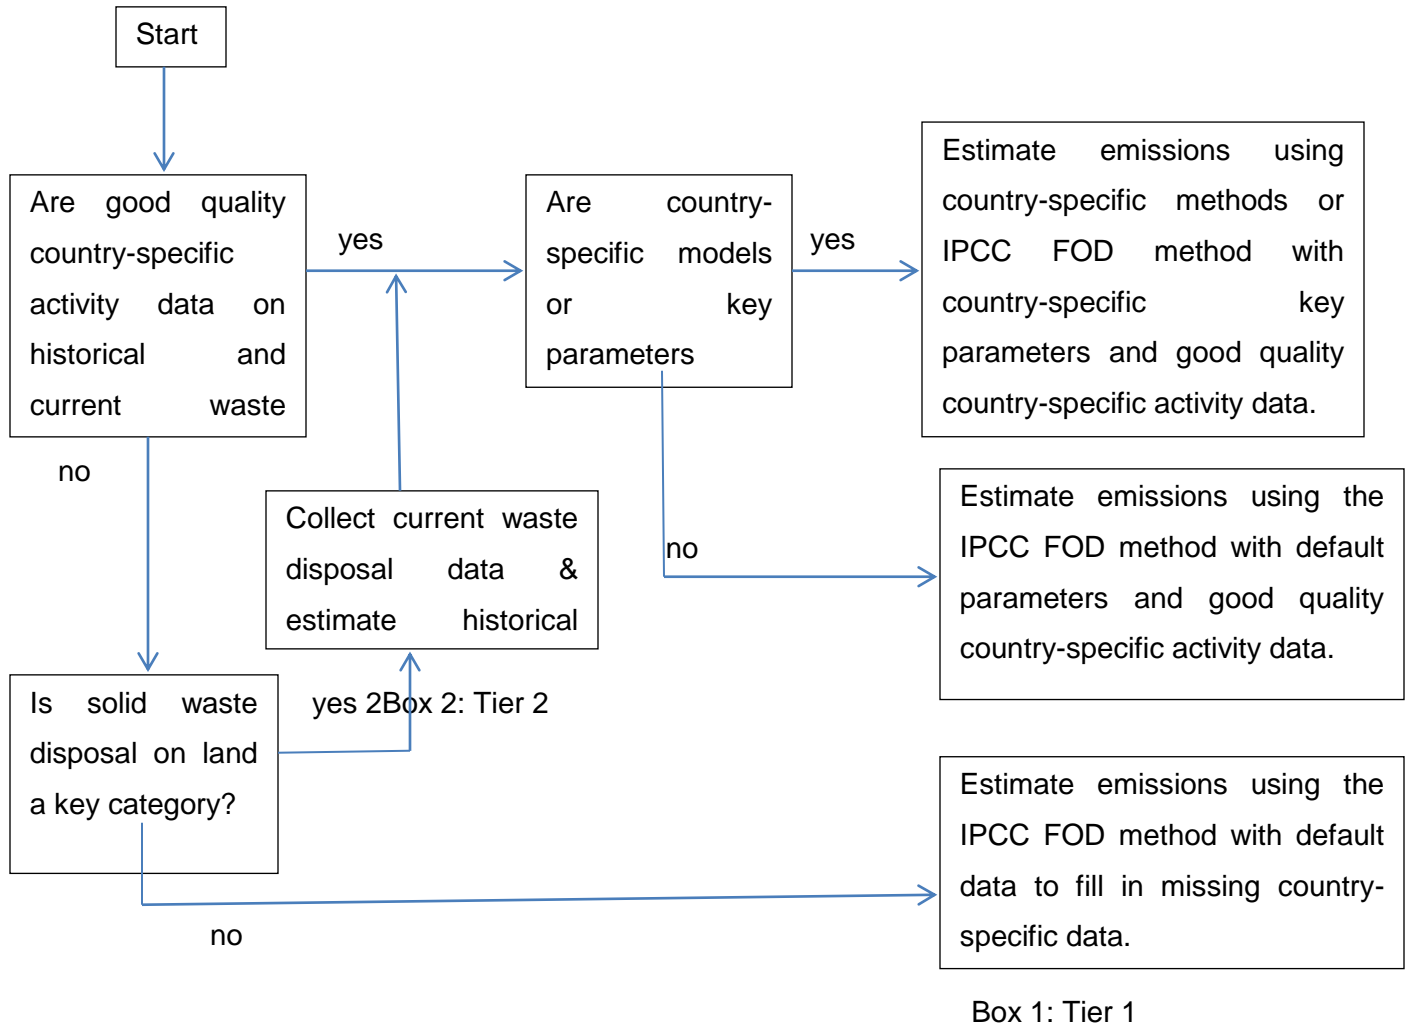 Start
Are good quality
country-specific
activity data on
historical and
current waste
yes
Are country-
specific models
or key
parameters
yes
Estimate emissions using
country-specific methods or
IPCC FOD method with
country-specific key
parameters and good quality
country-specific activity data.
no
Collect current waste
disposal data &
estimate historical
no
Estimate emissions using the
IPCC FOD method with default
parameters and good quality
country-specific activity data.
Is solid waste
disposal on land
a key category?
yes 2Box 2: Tier 2
Estimate emissions using the
IPCC FOD method with default
data to fill in missing country-
specific data.
no
Box 1: Tier 1